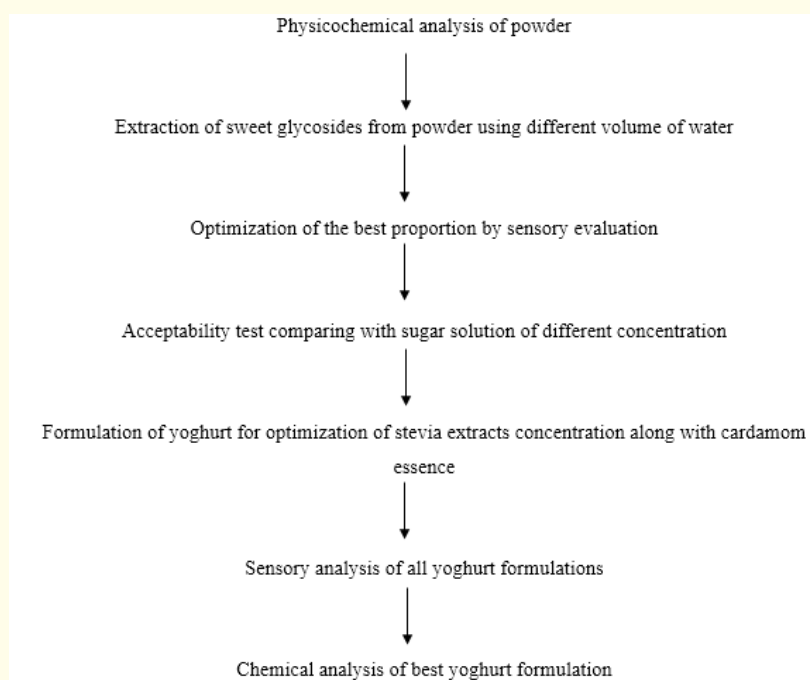 Physicochemical analysis of powder
Extraction of sweet glycosides from powder using different volume of water
Optimization of the best proportion by sensory evaluation
Acceptability test comparing with sugar solution of different concentration
Formulation of yoghurt for optimization of stevia extracts concentration along with cardamom
essence
Sensory analysis of all yoghurt formulations
Chemical analysis of best yoghurt formulation